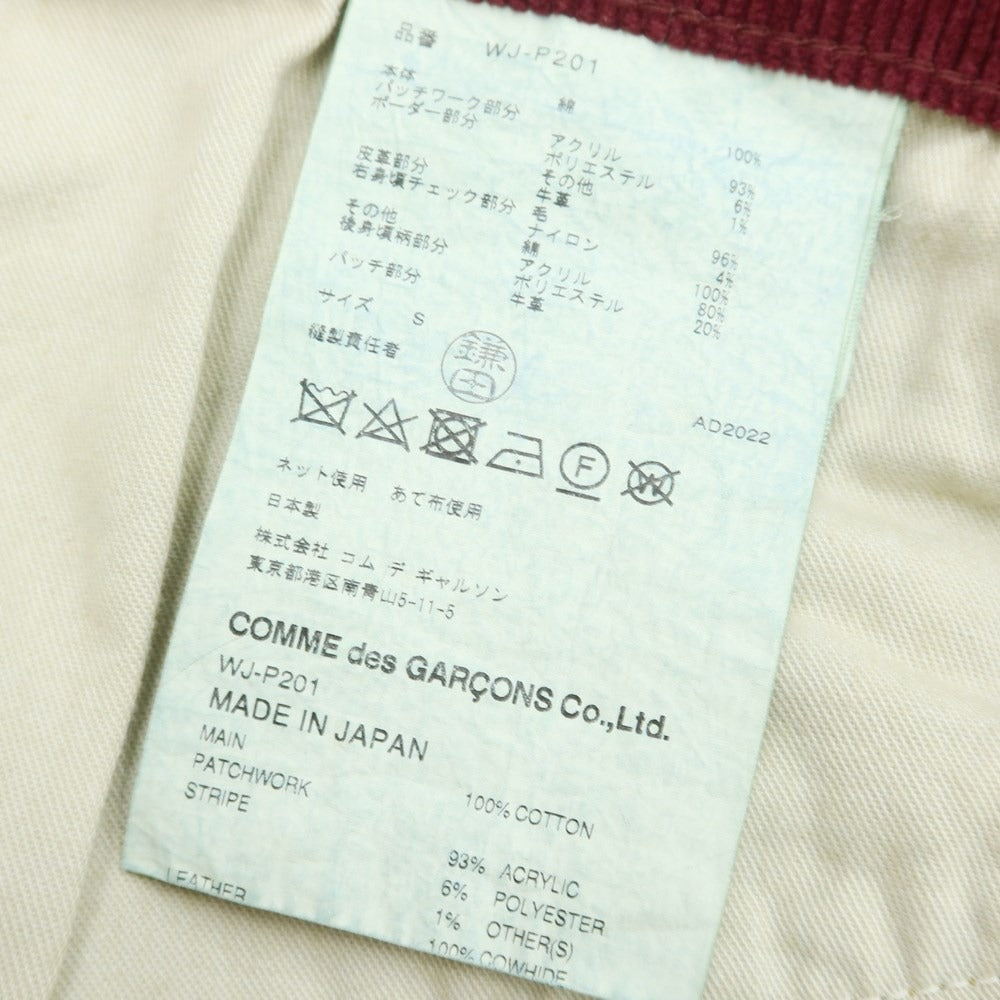 品番 WJ-P201
本体 綿 100%
パッチワーク部分
ボーダー部分 アクリル 93%
ポリエステル 6%
その他 1%
皮革部分 牛革
右身頃チェック部分 毛 96%
ナイロン 4%
その他 綿 100%
後身頃柄部分 アクリル 80%
ポリエステル 20%
パッチ部分 牛革
サイズ S
縫製責任者 鎌田
AD2022
F
W
ネット使用 あて布使用
日本製
株式会社 コム デ ギャルソン
東京都港区南青山5-11-5
COMME des GARÇONS Co.,Ltd.
WJ-P201
MADE IN JAPAN
MAIN
PATCHWORK 100% COTTON
STRIPE
93% ACRYLIC
6% POLYESTER
1% OTHER(S)
LEATHER 100% COWHIDE